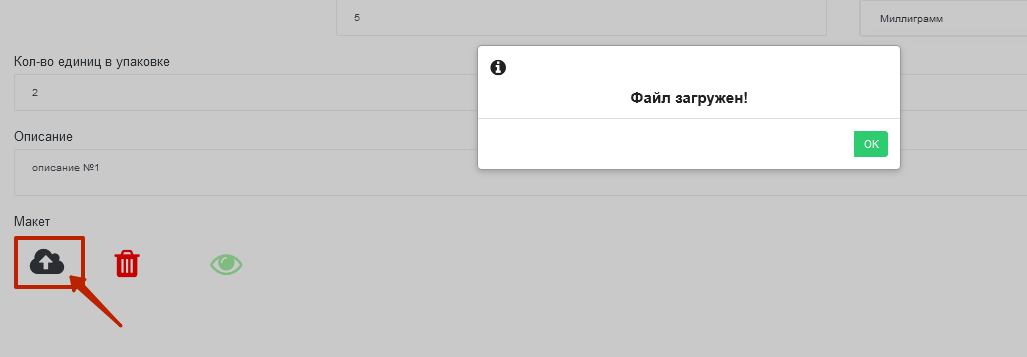 5
Миллиграмм
Кол-во единиц в упаковке
2
Файл загружен!
OK
Описание
описание №1
Макет